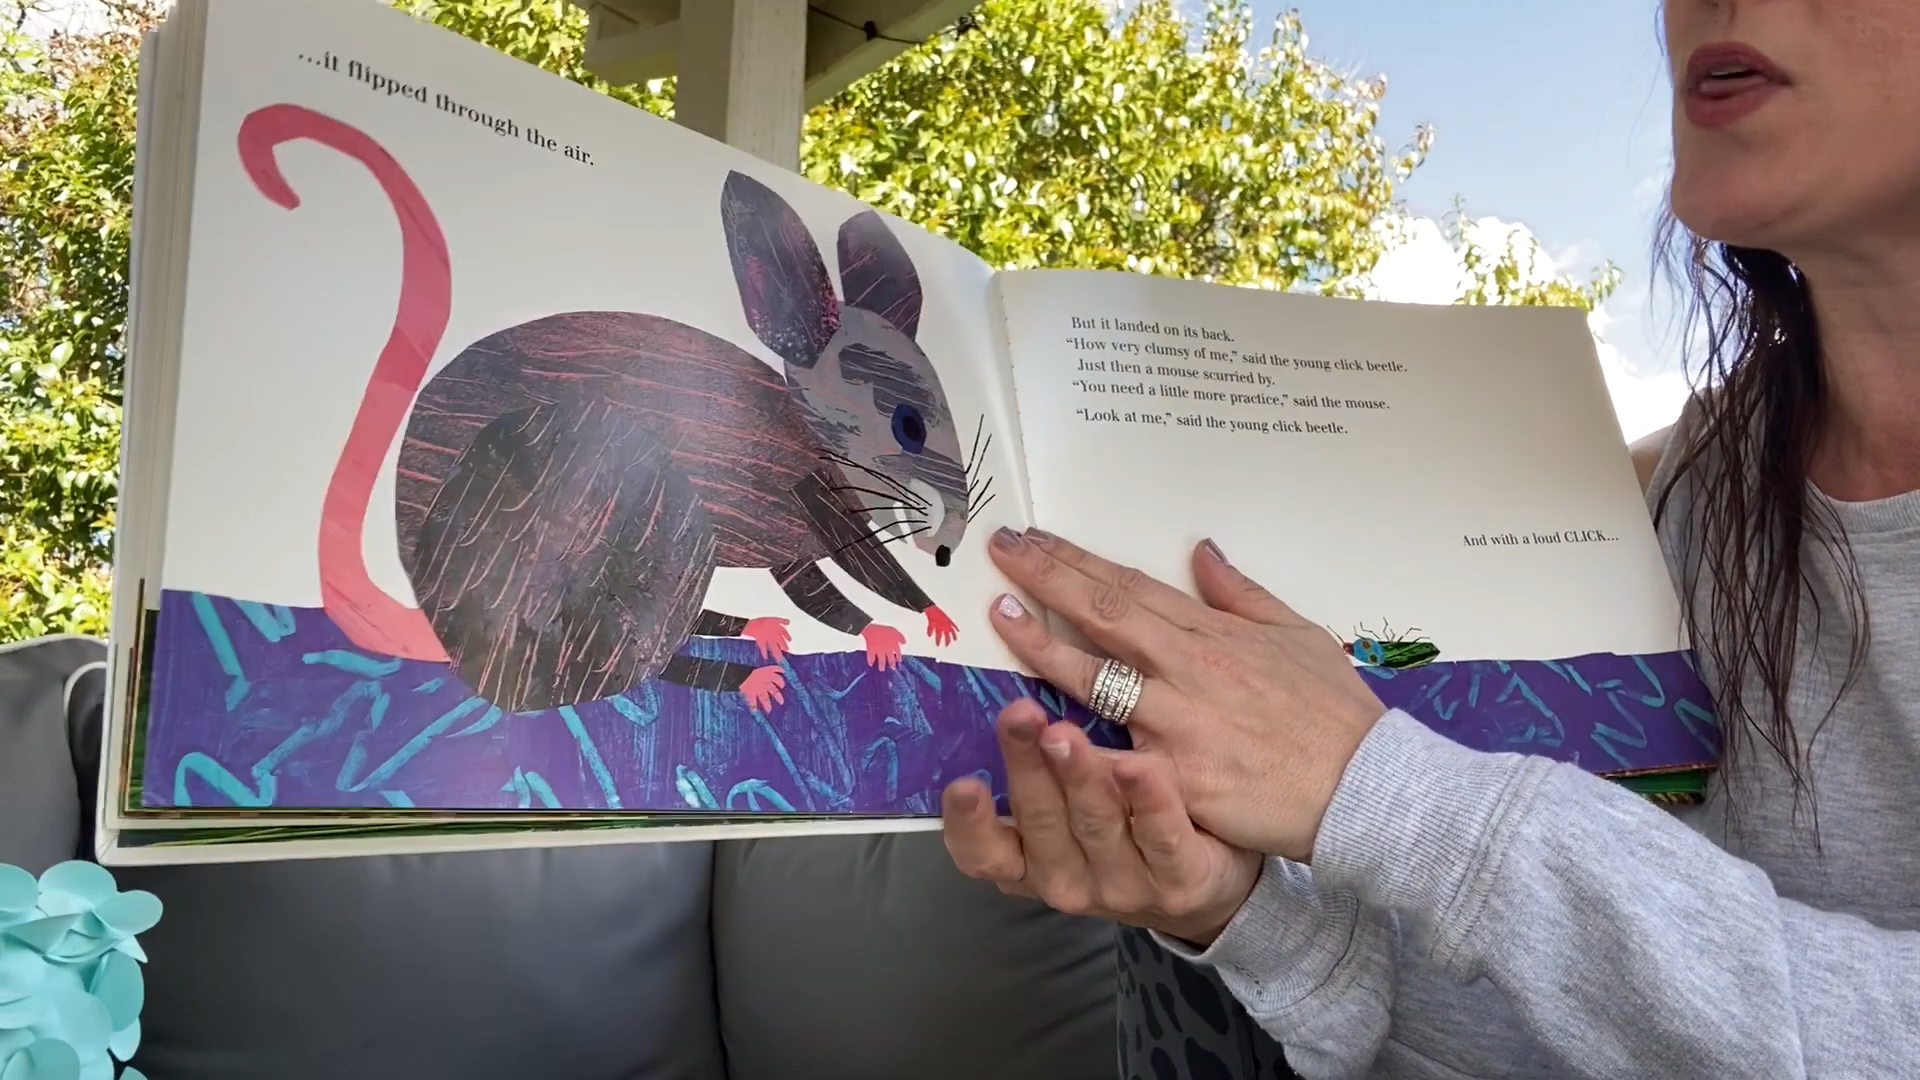 ...it flipped through the air.
But it landed on its back.
“How very clumsy of me,” said the young click beetle.
Just then a mouse scurried by.
“You need a little more practice,” said the mouse.
“Look at me,” said the young click beetle.
And with a loud CLICK...